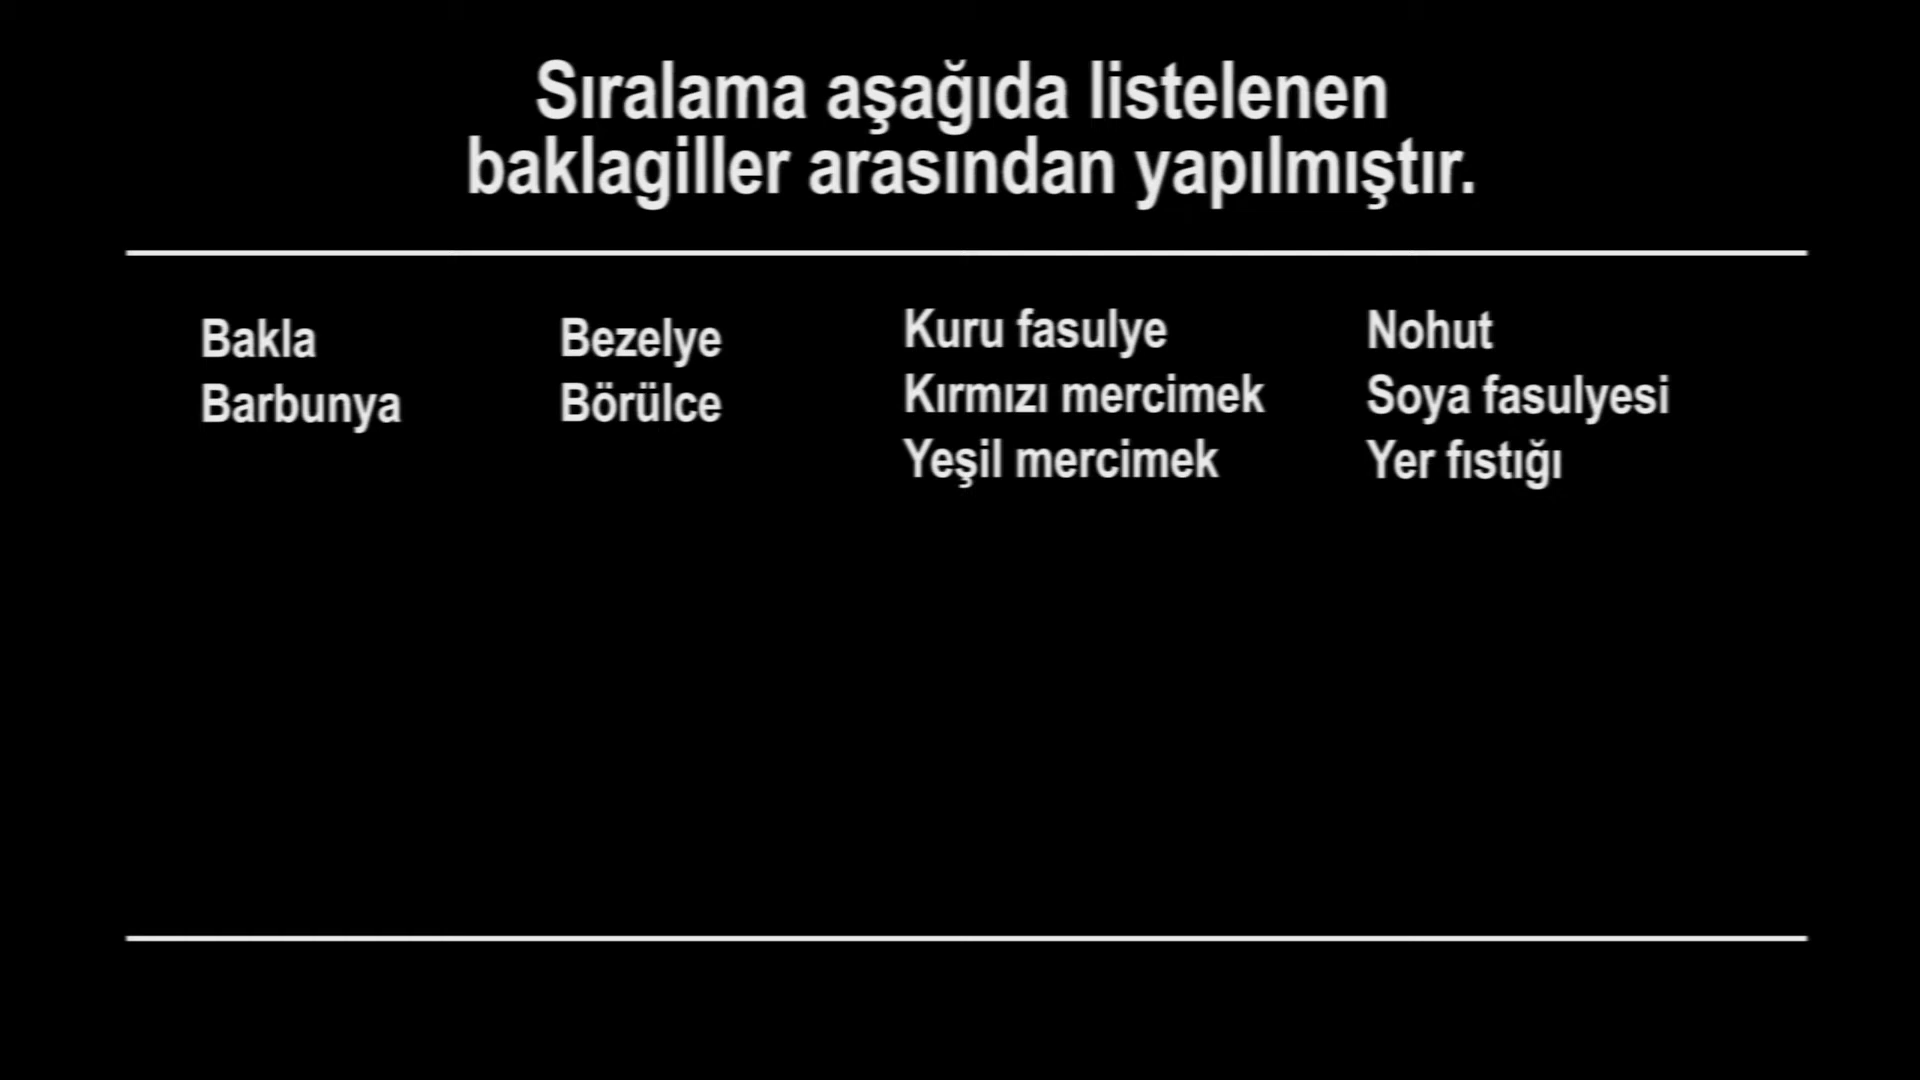 Sıralama aşağıda listelenen
baklagiller arasından yapılmıştır.
Bakla
Barbunya
Bezelye
Börülce
Kuru fasulye
Kırmızı mercimek
Yeşil mercimek
Nohut
Soya fasulyesi
Yer fıstığı